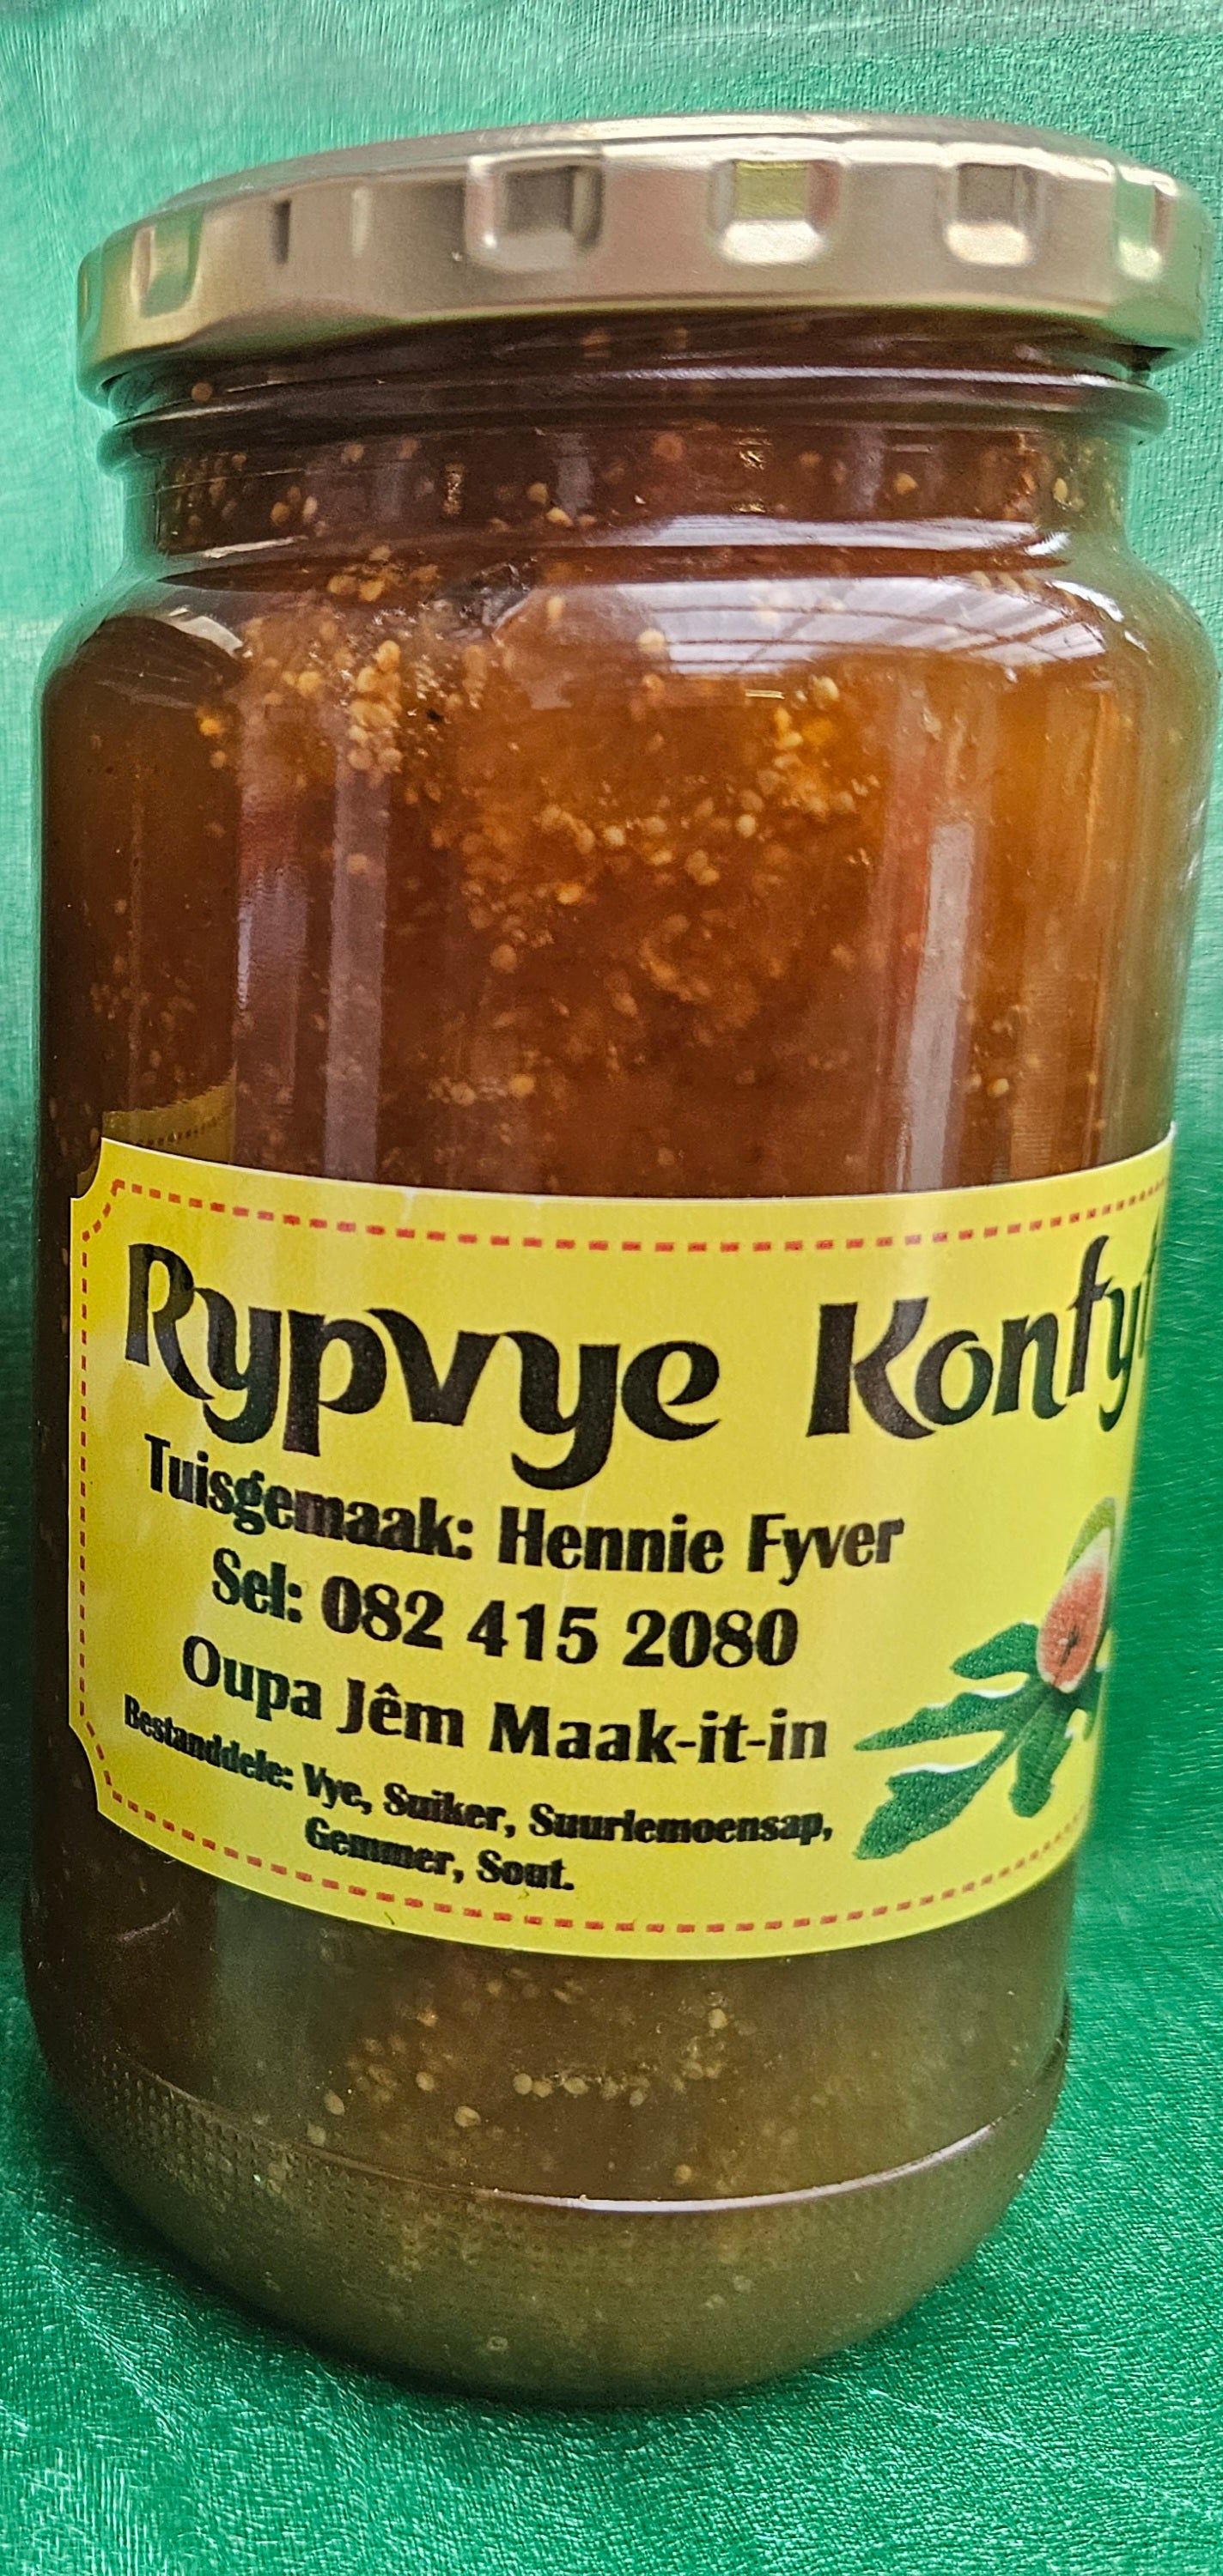 Rypvye Konfy
Tuisgemaak: Hennie Fyver
Sel: 082 415 2080
Oupa Jêm Maak-it-in
Bestanddele: Vye, Suiker, Suurlemoensap,
Gemmer, Sout.